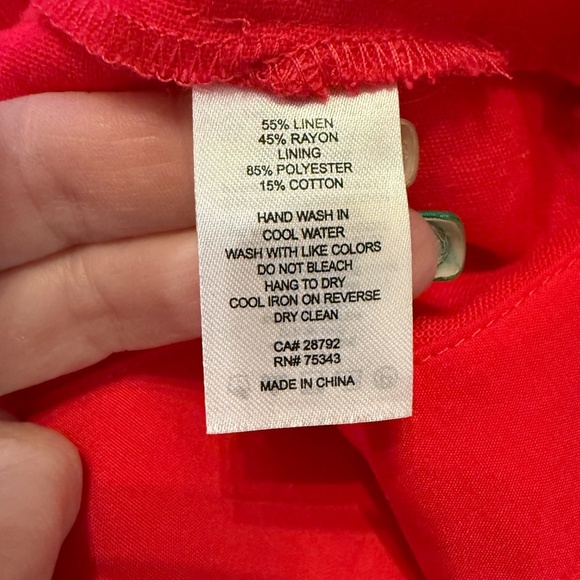 55% LINEN
45% RAYON
LINING
85% POLYESTER
15% COTTON
HAND WASH IN
COOL WATER
WASH WITH LIKE COLORS
DO NOT BLEACH
HANG TO DRY
COOL IRON ON REVERSE
DRY CLEAN
CA# 28792
RN# 75343
MADE IN CHINA